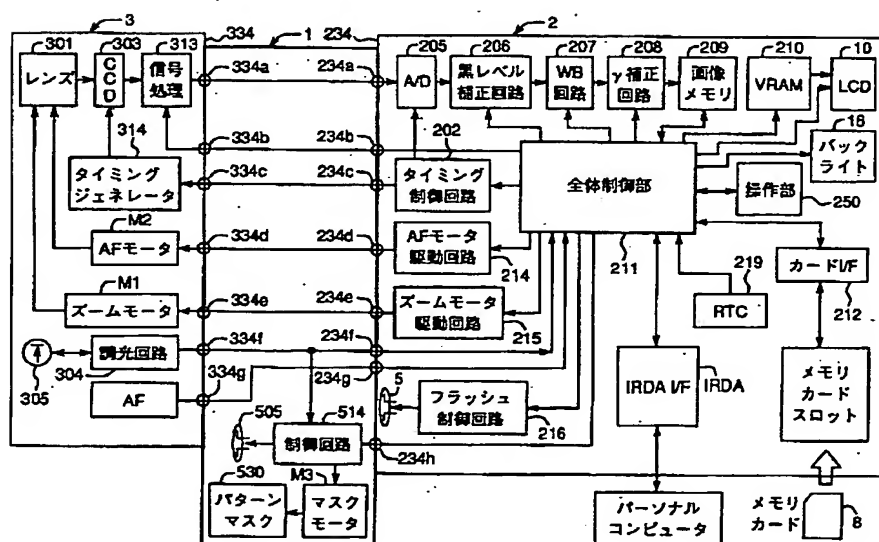 3
334
1
234
2
301
303
313
レンズ
CCD
信号
処理
334a
234a
205
A/D
206
黒レベル
補正回路
207
WB
回路
208
γ補正
回路
209
画像
メモリ
210
VRAM
10
LCD
16
バック
ライト
334b
234b
314
タイミング
ジェネレータ
334c
234c
202
タイミング
制御回路
全体制御部
211
操作部
250
M2
AFモータ
334d
234d
AFモータ
駆動回路
214
カードI/F
212
M1
ズームモータ
334e
234e
ズームモータ
駆動回路
215
219
RTC
305
調光回路
304
334f
234f
AF
334g
234g
5
フラッシュ
制御回路
216
IRDA I/F
IRDA
メモリ
カード
スロット
505
514
制御回路
234h
530
パターン
マスク
M3
マスク
モータ
パーソナル
コンピュータ
メモリ
カード
8